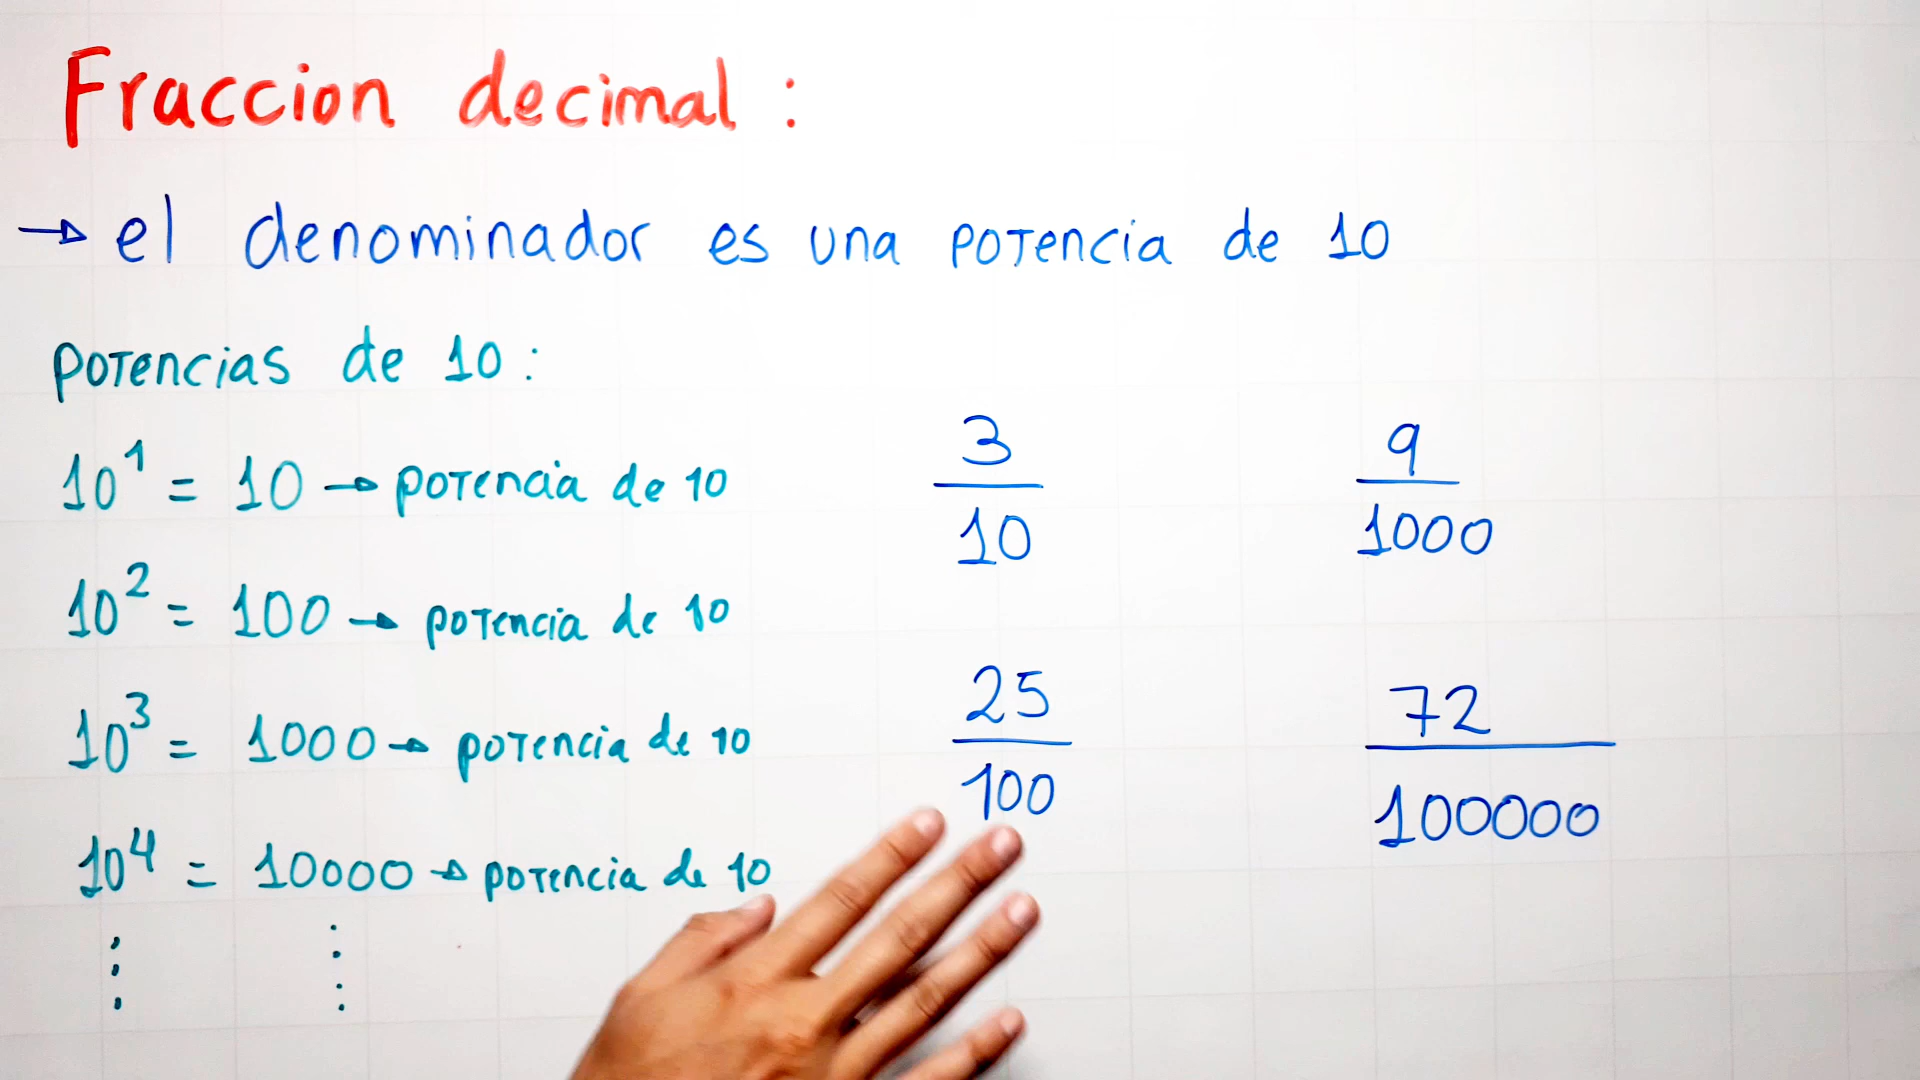 Fraccion decimal :
→ el denominador es una potencia de 10
potencias de 10 :
10¹ = 10 → potencia de 10
10² = 100 → potencia de 10
10³ = 1000 → potencia de 10
10⁴ = 10000 → potencia de 10
3/10
9/1000
25/100
72/100000